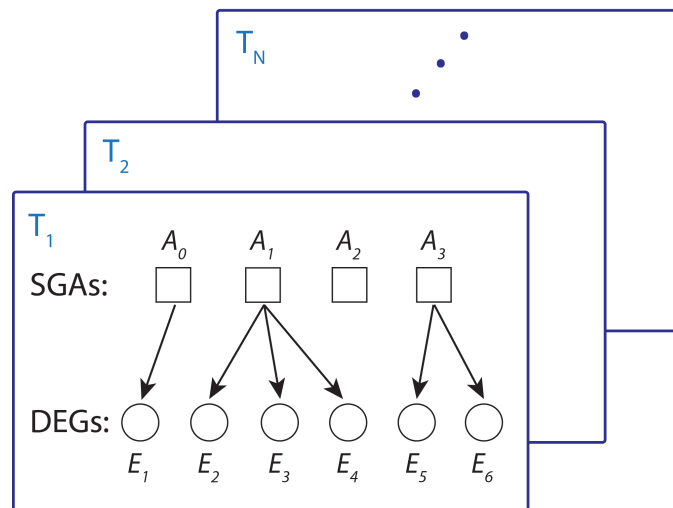 T_N
T_2
T_1
A_0 A_1 A_2 A_3
SGAs:
DEGs:
E_1 E_2 E_3 E_4 E_5 E_6